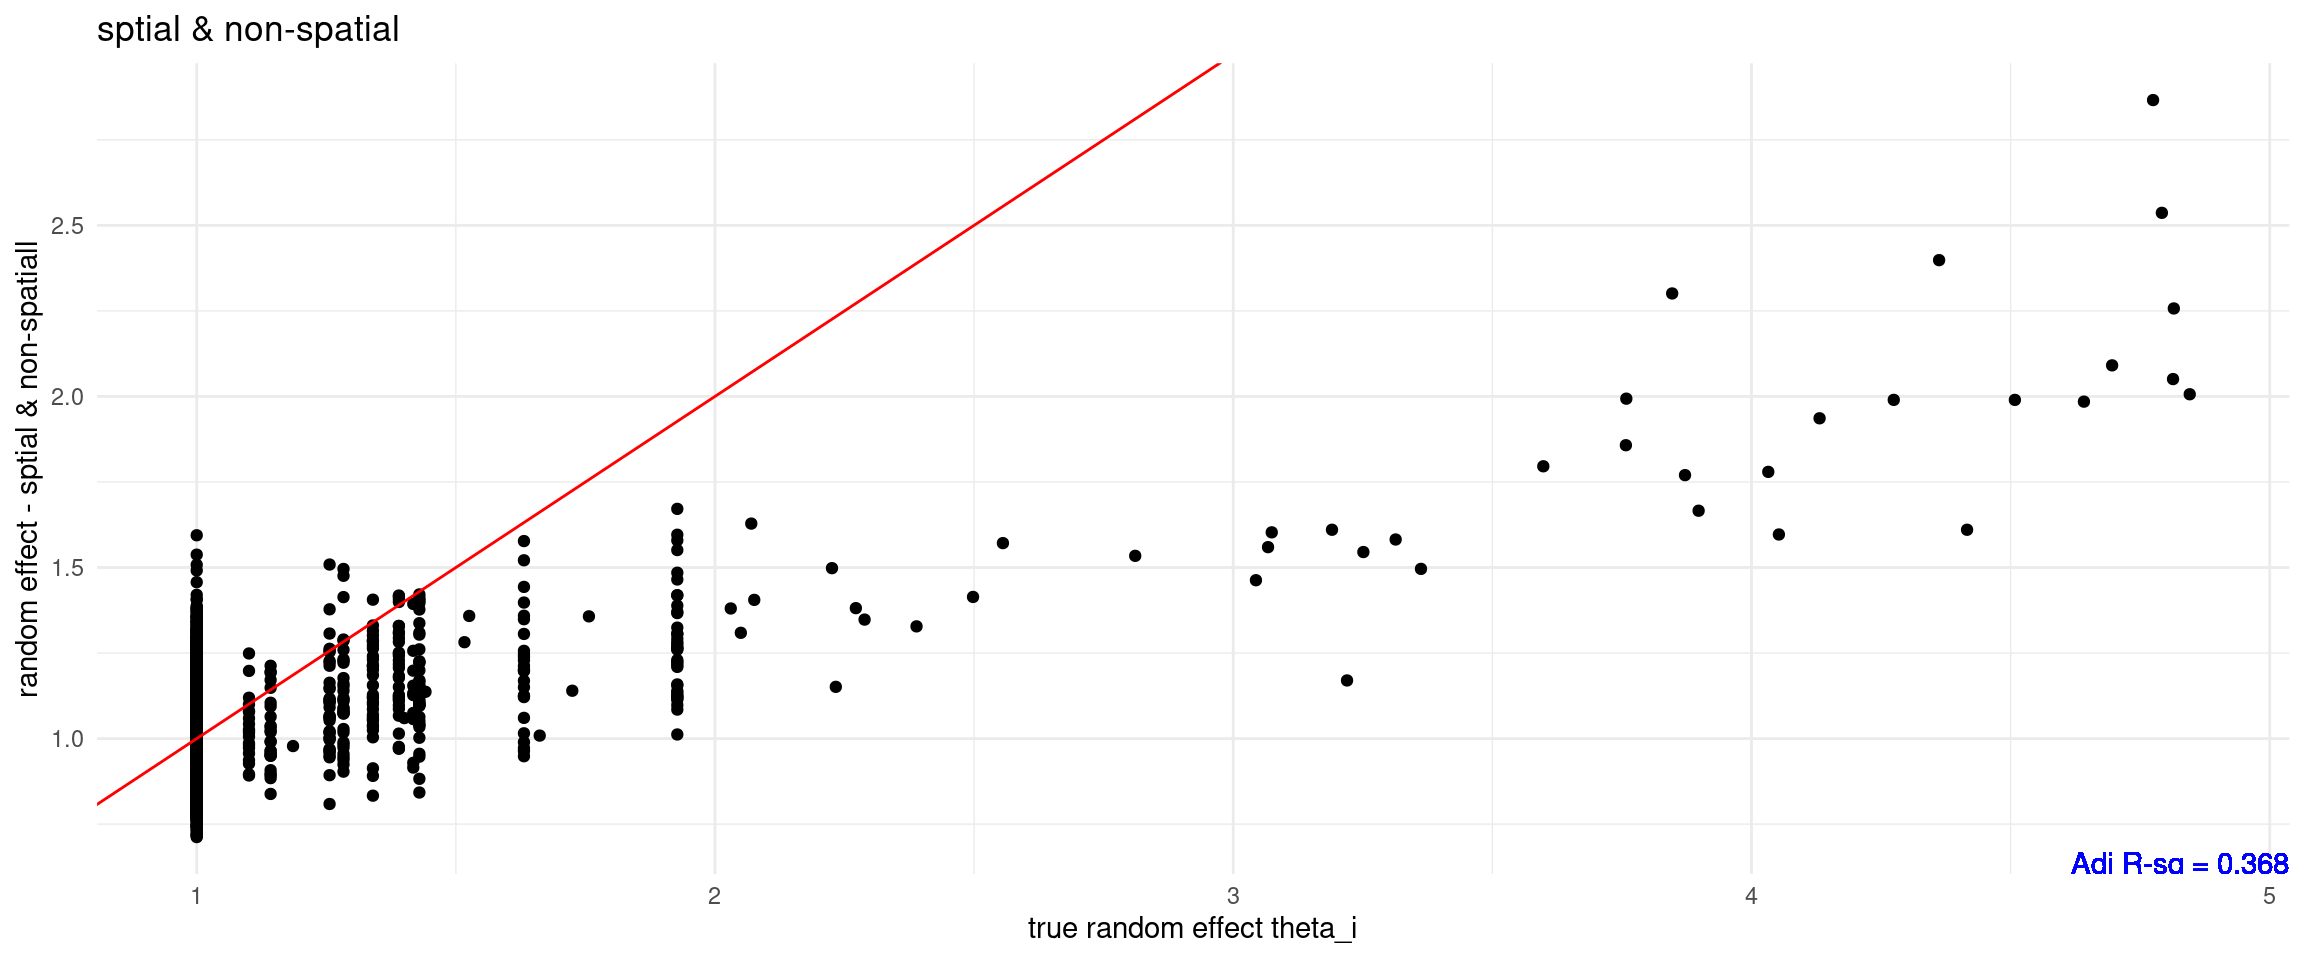 sptial & non-spatial
random effect - sptial & non-spatiall
2.5
2.0
1.5
1.0
Adj R-sq = 0.368
1 2 3 4 5
true random effect theta_i